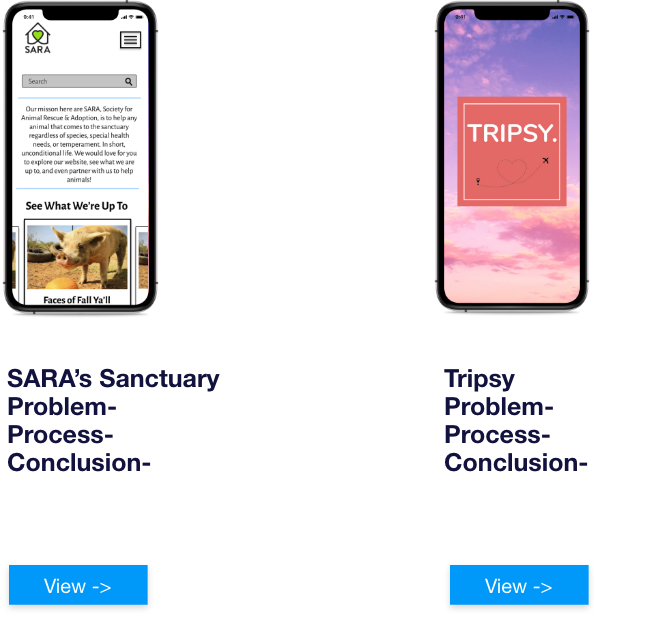 9:41
SARA
Search
Our misson here are SARA, Society for
Animal Rescue & Adoption, is to help any
animal that comes to the sanctuary
regardless of species, special health
needs, or temperament. In short,
unconditional life. We would love for you
to explore our website, see what we are
up to, and even partner with us to help
animals!
See What We're Up To
Faces of Fall Ya'll
SARA's Sanctuary
Problem-
Process-
Conclusion-
View ->
9:41
TRIPSY.
Tripsy
Problem-
Process-
Conclusion-
View ->